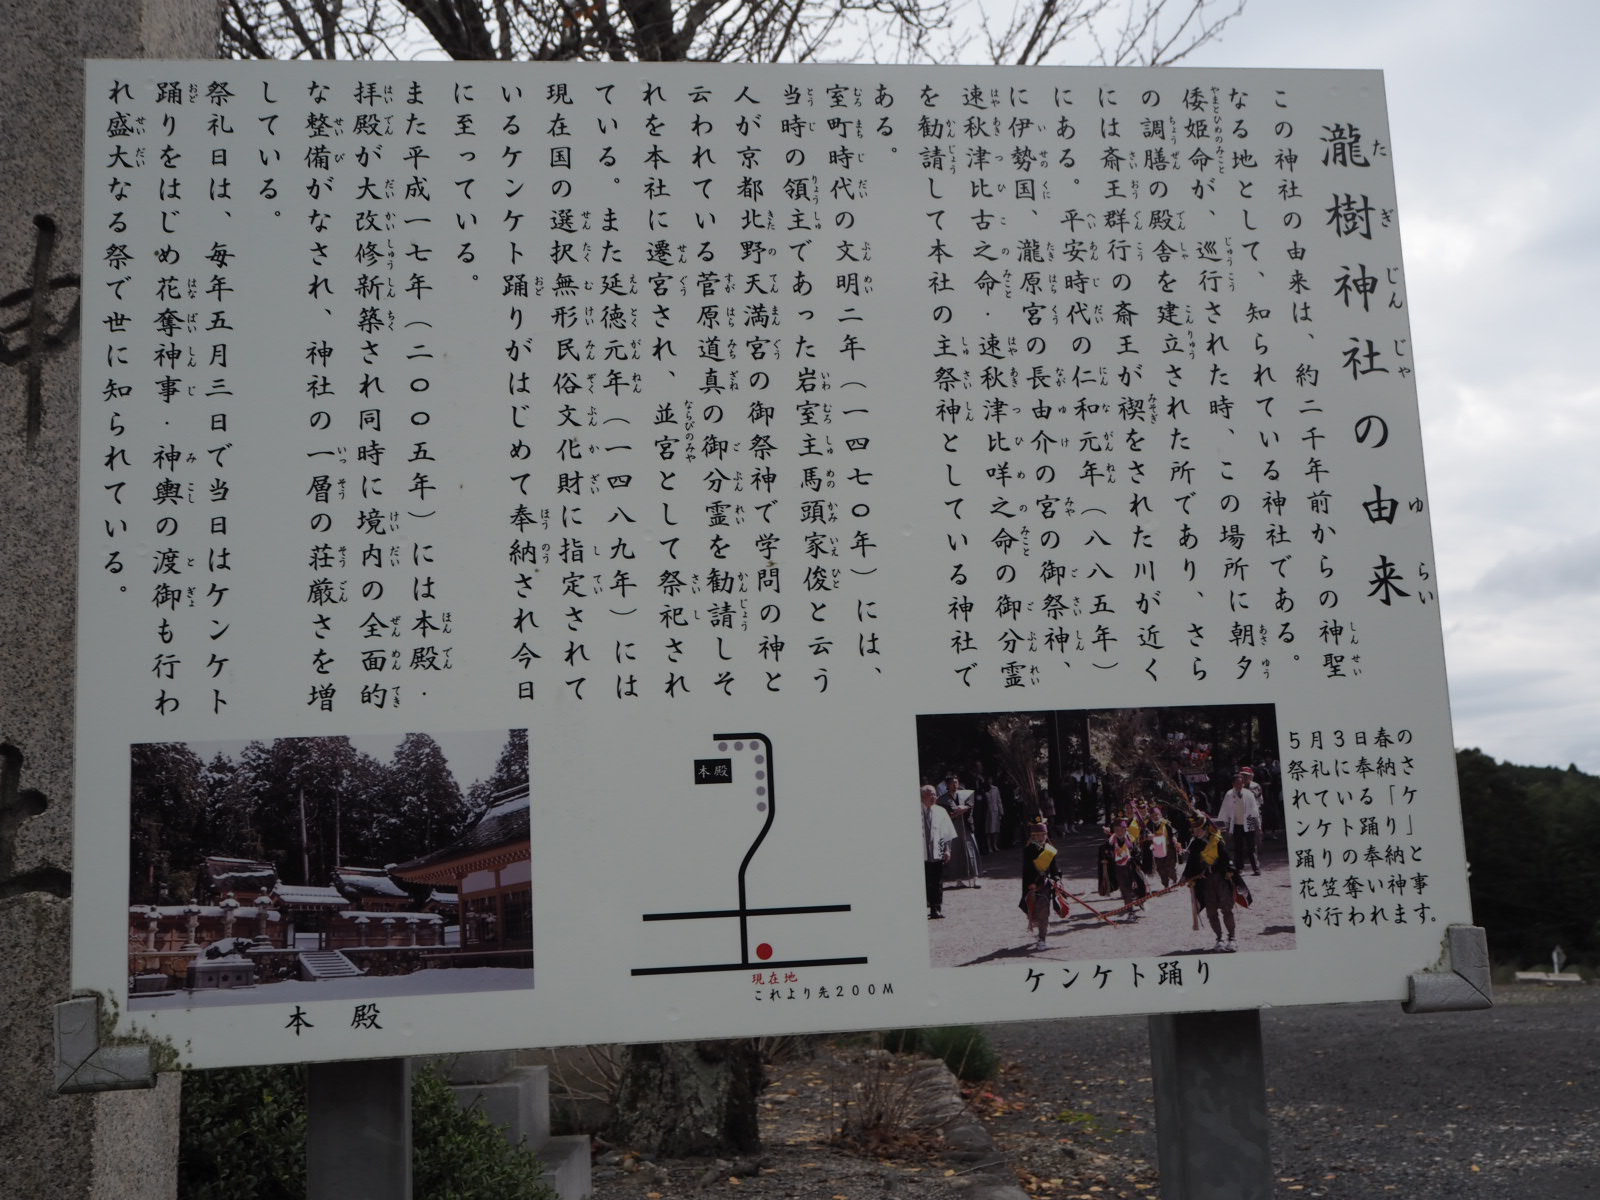 瀧樹神社の由来
この神社の由来は、約二千年前からの神聖
なる地として、知られている神社である。
倭姫命が、巡行された時、この場所に朝夕
の調膳の殿舎を建立された所であり、さら
には斎王群行の斎王が禊をされた川が近く
にある。平安時代の仁和元年（八八五年）
に伊勢国、瀧原宮の長由介の宮の御祭神、
速秋津比古之命・速秋津比咩之命の御分霊
を勧請して本社の主祭神としている神社で
ある。
室町時代の文明二年（一四七〇年）には、
当時の領主であった岩室主馬頭家俊と云う
人が京都北野天満宮の御祭神で学問の神と
云われている菅原道真の御分霊を勧請しそ
れを本社に遷宮され、並宮として祭祀され
ている。また延徳元年（一四八九年）には
現在国の選択無形民俗文化財に指定されて
いるケンケト踊りがはじめて奉納され今日
に至っている。
また平成一七年（二〇〇五年）には本殿・
拝殿が大改修新築され同時に境内の全面的
な整備がなされ、神社の一層の荘厳さを増
している。
祭礼日は、毎年五月三日で当日はケンケト
踊りをはじめ花奪神事・神輿の渡御も行わ
れ盛大なる祭で世に知られている。
5月3日春の
祭礼に奉納さ
れている「ケ
ンケト踊り」
踊りの奉納と
花笠奪い神事
が行われます。
ケンケト踊り
本殿
現在地
これより先200M
本殿